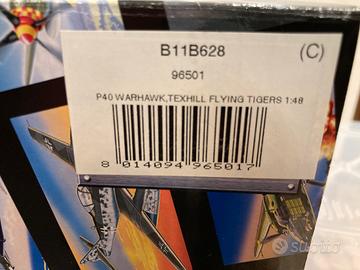 B11B628 (C)
96501
P40 WARHAWK,TEXHILL FLYING TIGERS 1:48
8 014094 965017
subito